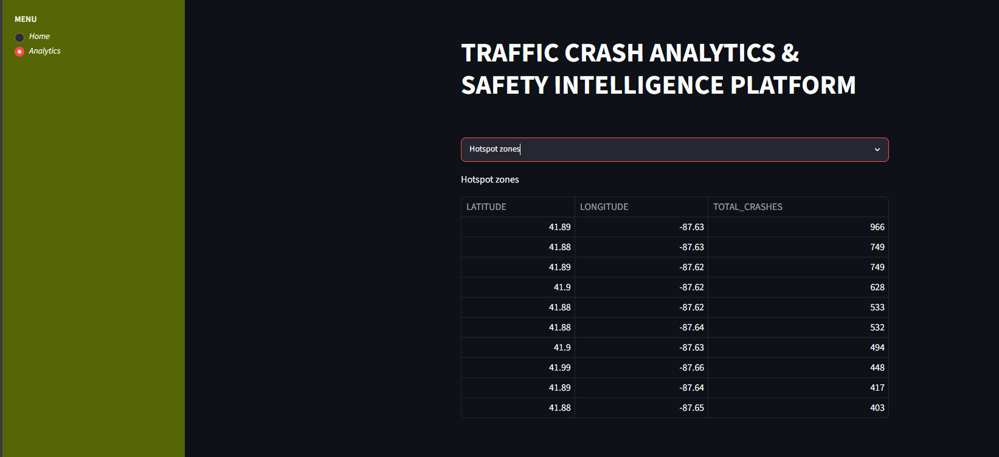 MENU
Home
Analytics
TRAFFIC CRASH ANALYTICS &
SAFETY INTELLIGENCE PLATFORM
Hotspot zones
Hotspot zones
LATITUDE LONGITUDE TOTAL_CRASHES
41.89 -87.63 966
41.88 -87.63 749
41.89 -87.62 749
41.9 -87.62 628
41.88 -87.62 533
41.88 -87.64 532
41.9 -87.63 494
41.99 -87.66 448
41.89 -87.64 417
41.88 -87.65 403